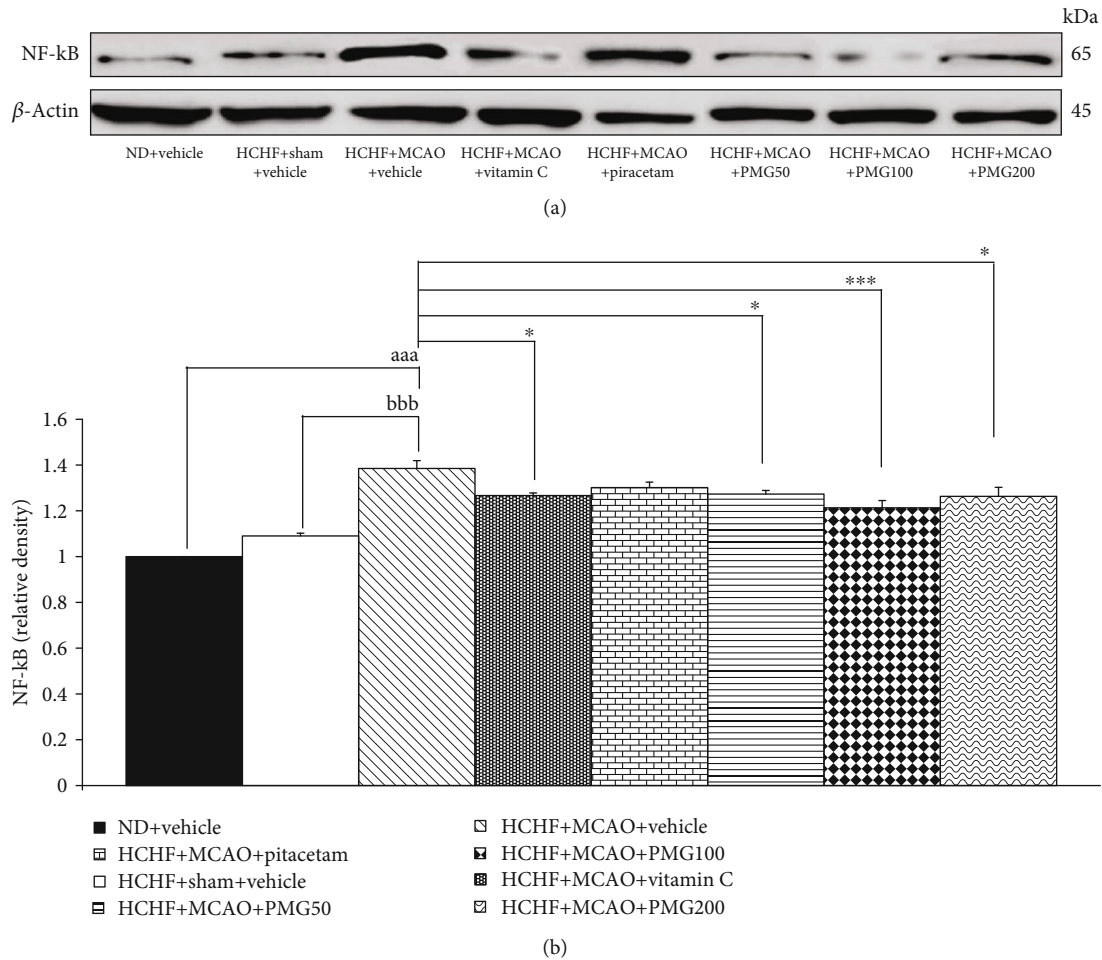 kDa
NF-kB
65
β-Actin
45
ND+vehicle
HCHF+sham
+vehicle
HCHF+MCAO
+vehicle
HCHF+MCAO
+vitamin C
HCHF+MCAO
+piracetam
HCHF+MCAO
+PMG50
HCHF+MCAO
+PMG100
HCHF+MCAO
+PMG200
(a)
*
***
*
*
aaa
bbb
1.6
1.4
1.2
1
0.8
0.6
0.4
0.2
0
NF-kB (relative density)
ND+vehicle
HCHF+MCAO+pitacetam
HCHF+sham+vehicle
HCHF+MCAO+PMG50
HCHF+MCAO+vehicle
HCHF+MCAO+PMG100
HCHF+MCAO+vitamin C
HCHF+MCAO+PMG200
(b)